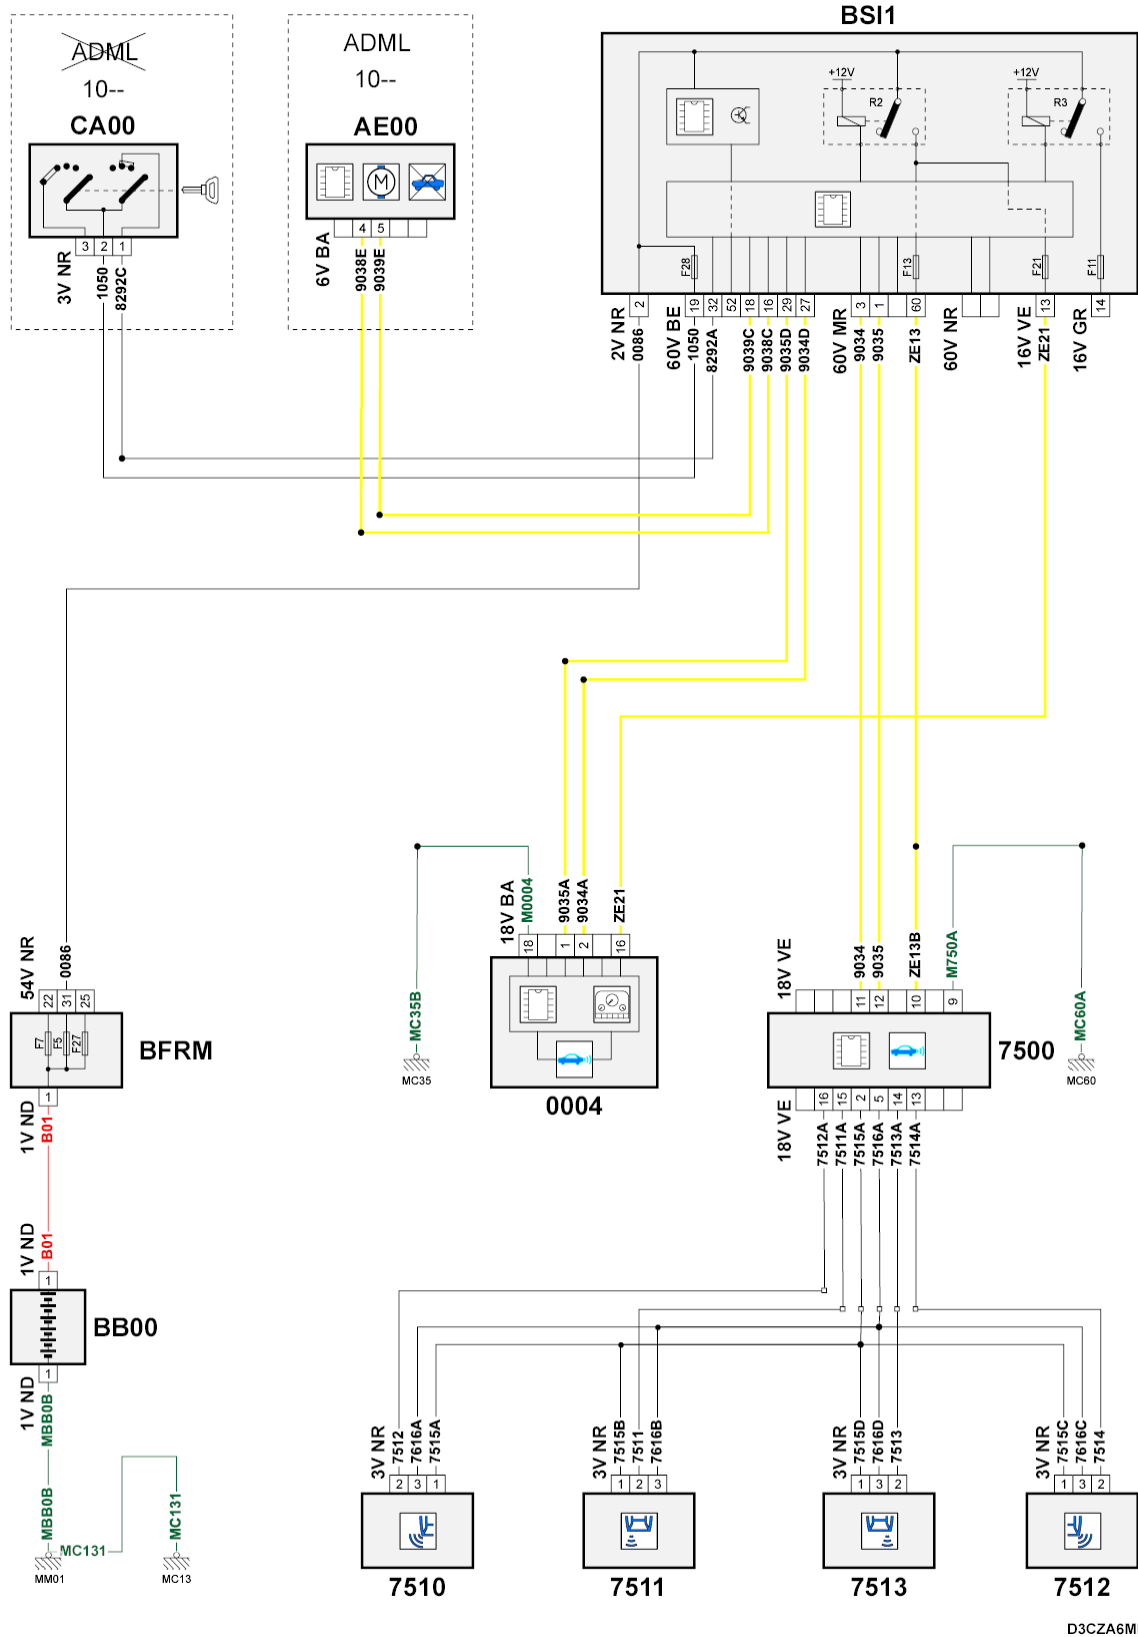 BSI1
ADML
10--
CA00
ADML
10--
AE00
M
+12V
R2
+12V
R3
F28
F13
F21
F11
3 2 1
3V NR
1050
8292C
4 5
6V BA
9038E
9039E
2
19 32 52 18 16 29 27
3 1 60
13
14
2V NR
0086
60V BE
1050
8292A
9039C
9038C
9035D
9034D
60V MR
9034
9035
ZE13
60V NR
16V VE
ZE21
16V GR
18V BA
M0004
9035A
9034A
ZE21
18 1 2 16
MC35B
MC35
0004
18V VE
9034
9035
ZE13B
M750A
11 12 10 9
7500
MC60A
MC60
16 15 2 5 14 13
18V VE
7512A
7511A
7515A
7516A
7513A
7514A
54V NR
0086
22 31 25
F7
F5
F27
BFRM
1
1V ND
B01
1V ND
B01
1
BB00
1
1V ND
MBB0B
MBB0B
MC131
MC131
MM01
MC13
3V NR
7512
7616A
7515A
2 3 1
7510
3V NR
7515B
7511
7616B
1 2 3
7511
3V NR
7515D
7616D
7513
1 3 2
7513
3V NR
7515C
7616C
7514
1 3 2
7512
D3CZA6M